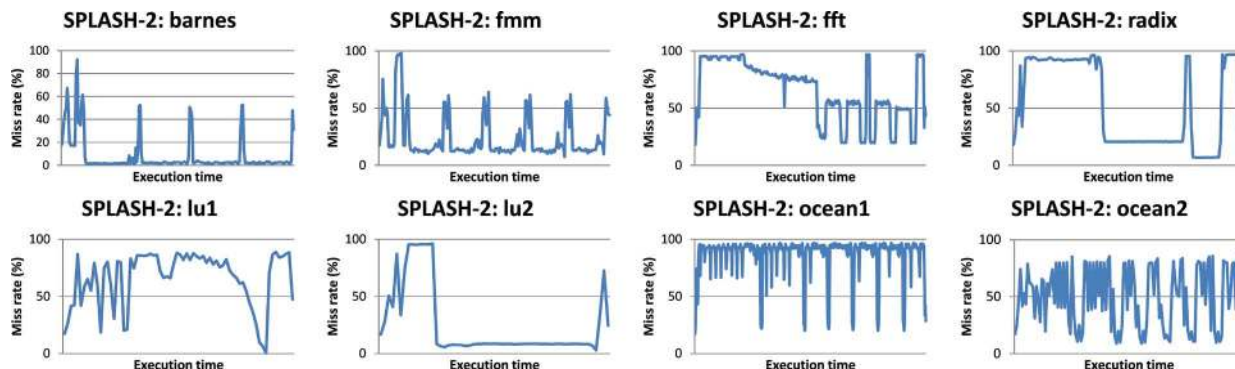 SPLASH-2: barnes
SPLASH-2: fmm
SPLASH-2: fft
SPLASH-2: radix
Miss rate (%)
100
80
60
40
20
0
Execution time
Miss rate (%)
100
50
0
Execution time
Miss rate (%)
100
50
0
Execution time
Miss rate (%)
100
50
0
Execution time
SPLASH-2: lu1
SPLASH-2: lu2
SPLASH-2: ocean1
SPLASH-2: ocean2
Miss rate (%)
100
50
0
Execution time
Miss rate (%)
100
50
0
Execution time
Miss rate (%)
100
50
0
Execution time
Miss rate (%)
100
50
0
Execution time